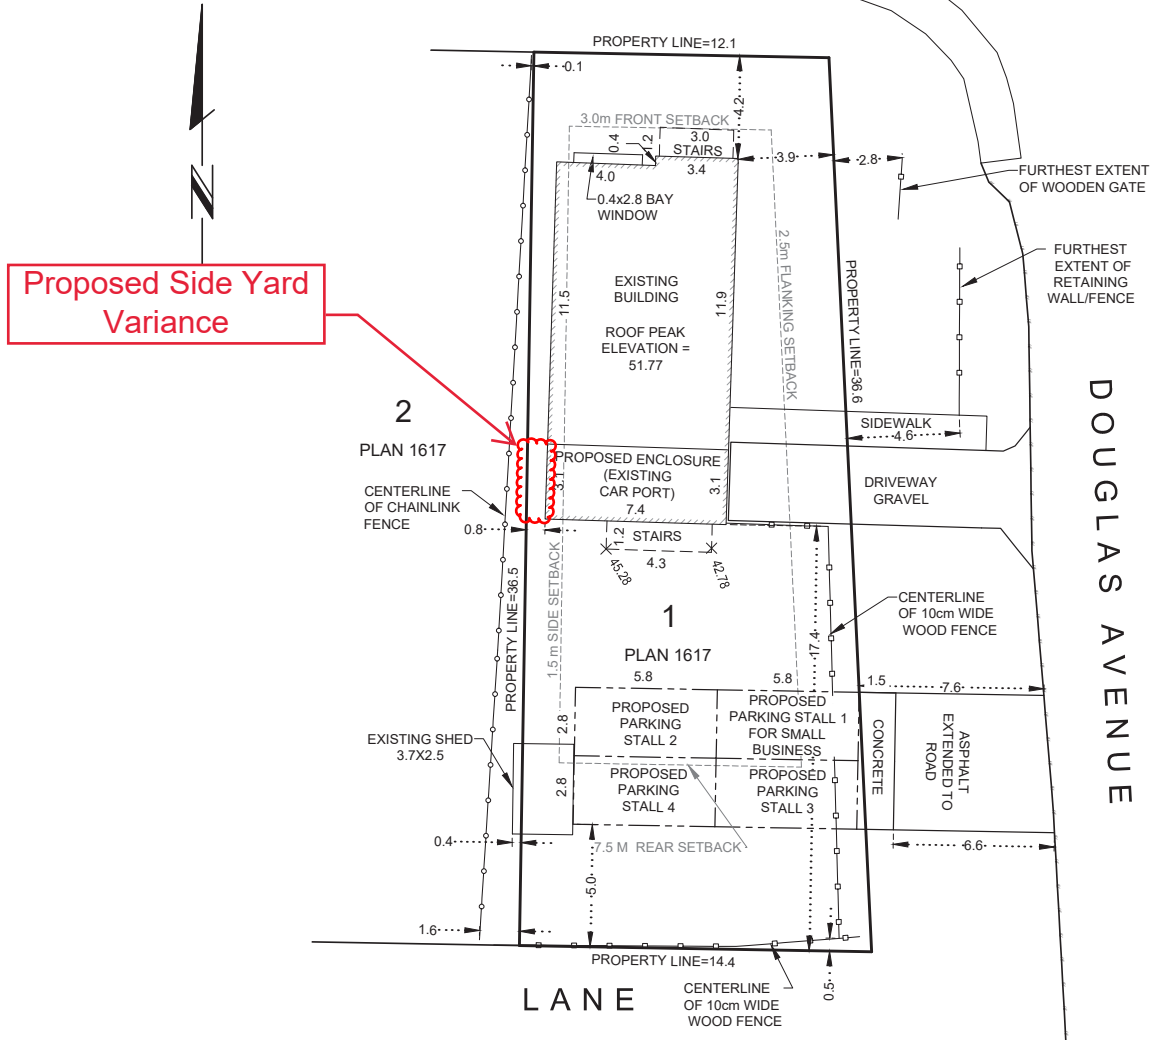 PROPERTY LINE=12.1
0.1
4.2
3.0m FRONT SETBACK
0.4
1.2
3.0
STAIRS
3.4
4.0
3.9
2.8
FURTHEST EXTENT
OF WOODEN GATE
0.4x2.8 BAY
WINDOW
N
2.5m FLANKING SETBACK
FURTHEST
EXTENT OF
RETAINING
WALL/FENCE
Proposed Side Yard
Variance
EXISTING
BUILDING
11.5
11.9
ROOF PEAK
ELEVATION =
51.77
PROPERTY LINE=36.6
2
PLAN 1617
SIDEWALK
4.6
DOUGLAS AVENUE
PROPOSED ENCLOSURE
(EXISTING
CAR PORT)
7.4
3.1
3.1
DRIVEWAY
GRAVEL
CENTERLINE
OF CHAINLINK
FENCE
0.8
1.2
STAIRS
4.3
45.28
42.78
PROPERTY LINE=36.5
1.5 m SIDE SETBACK
1
PLAN 1617
17.4
CENTERLINE
OF 10cm WIDE
WOOD FENCE
5.8
5.8
1.5
7.6
2.8
PROPOSED
PARKING
STALL 2
PROPOSED
PARKING STALL 1
FOR SMALL
BUSINESS
EXISTING SHED
3.7X2.5
2.8
PROPOSED
PARKING
STALL 4
PROPOSED
PARKING
STALL 3
CONCRETE
ASPHALT
EXTENDED TO
ROAD
0.4
7.5 M REAR SETBACK
6.6
5.0
1.6
PROPERTY LINE=14.4
0.5
LANE
CENTERLINE
OF 10cm WIDE
WOOD FENCE